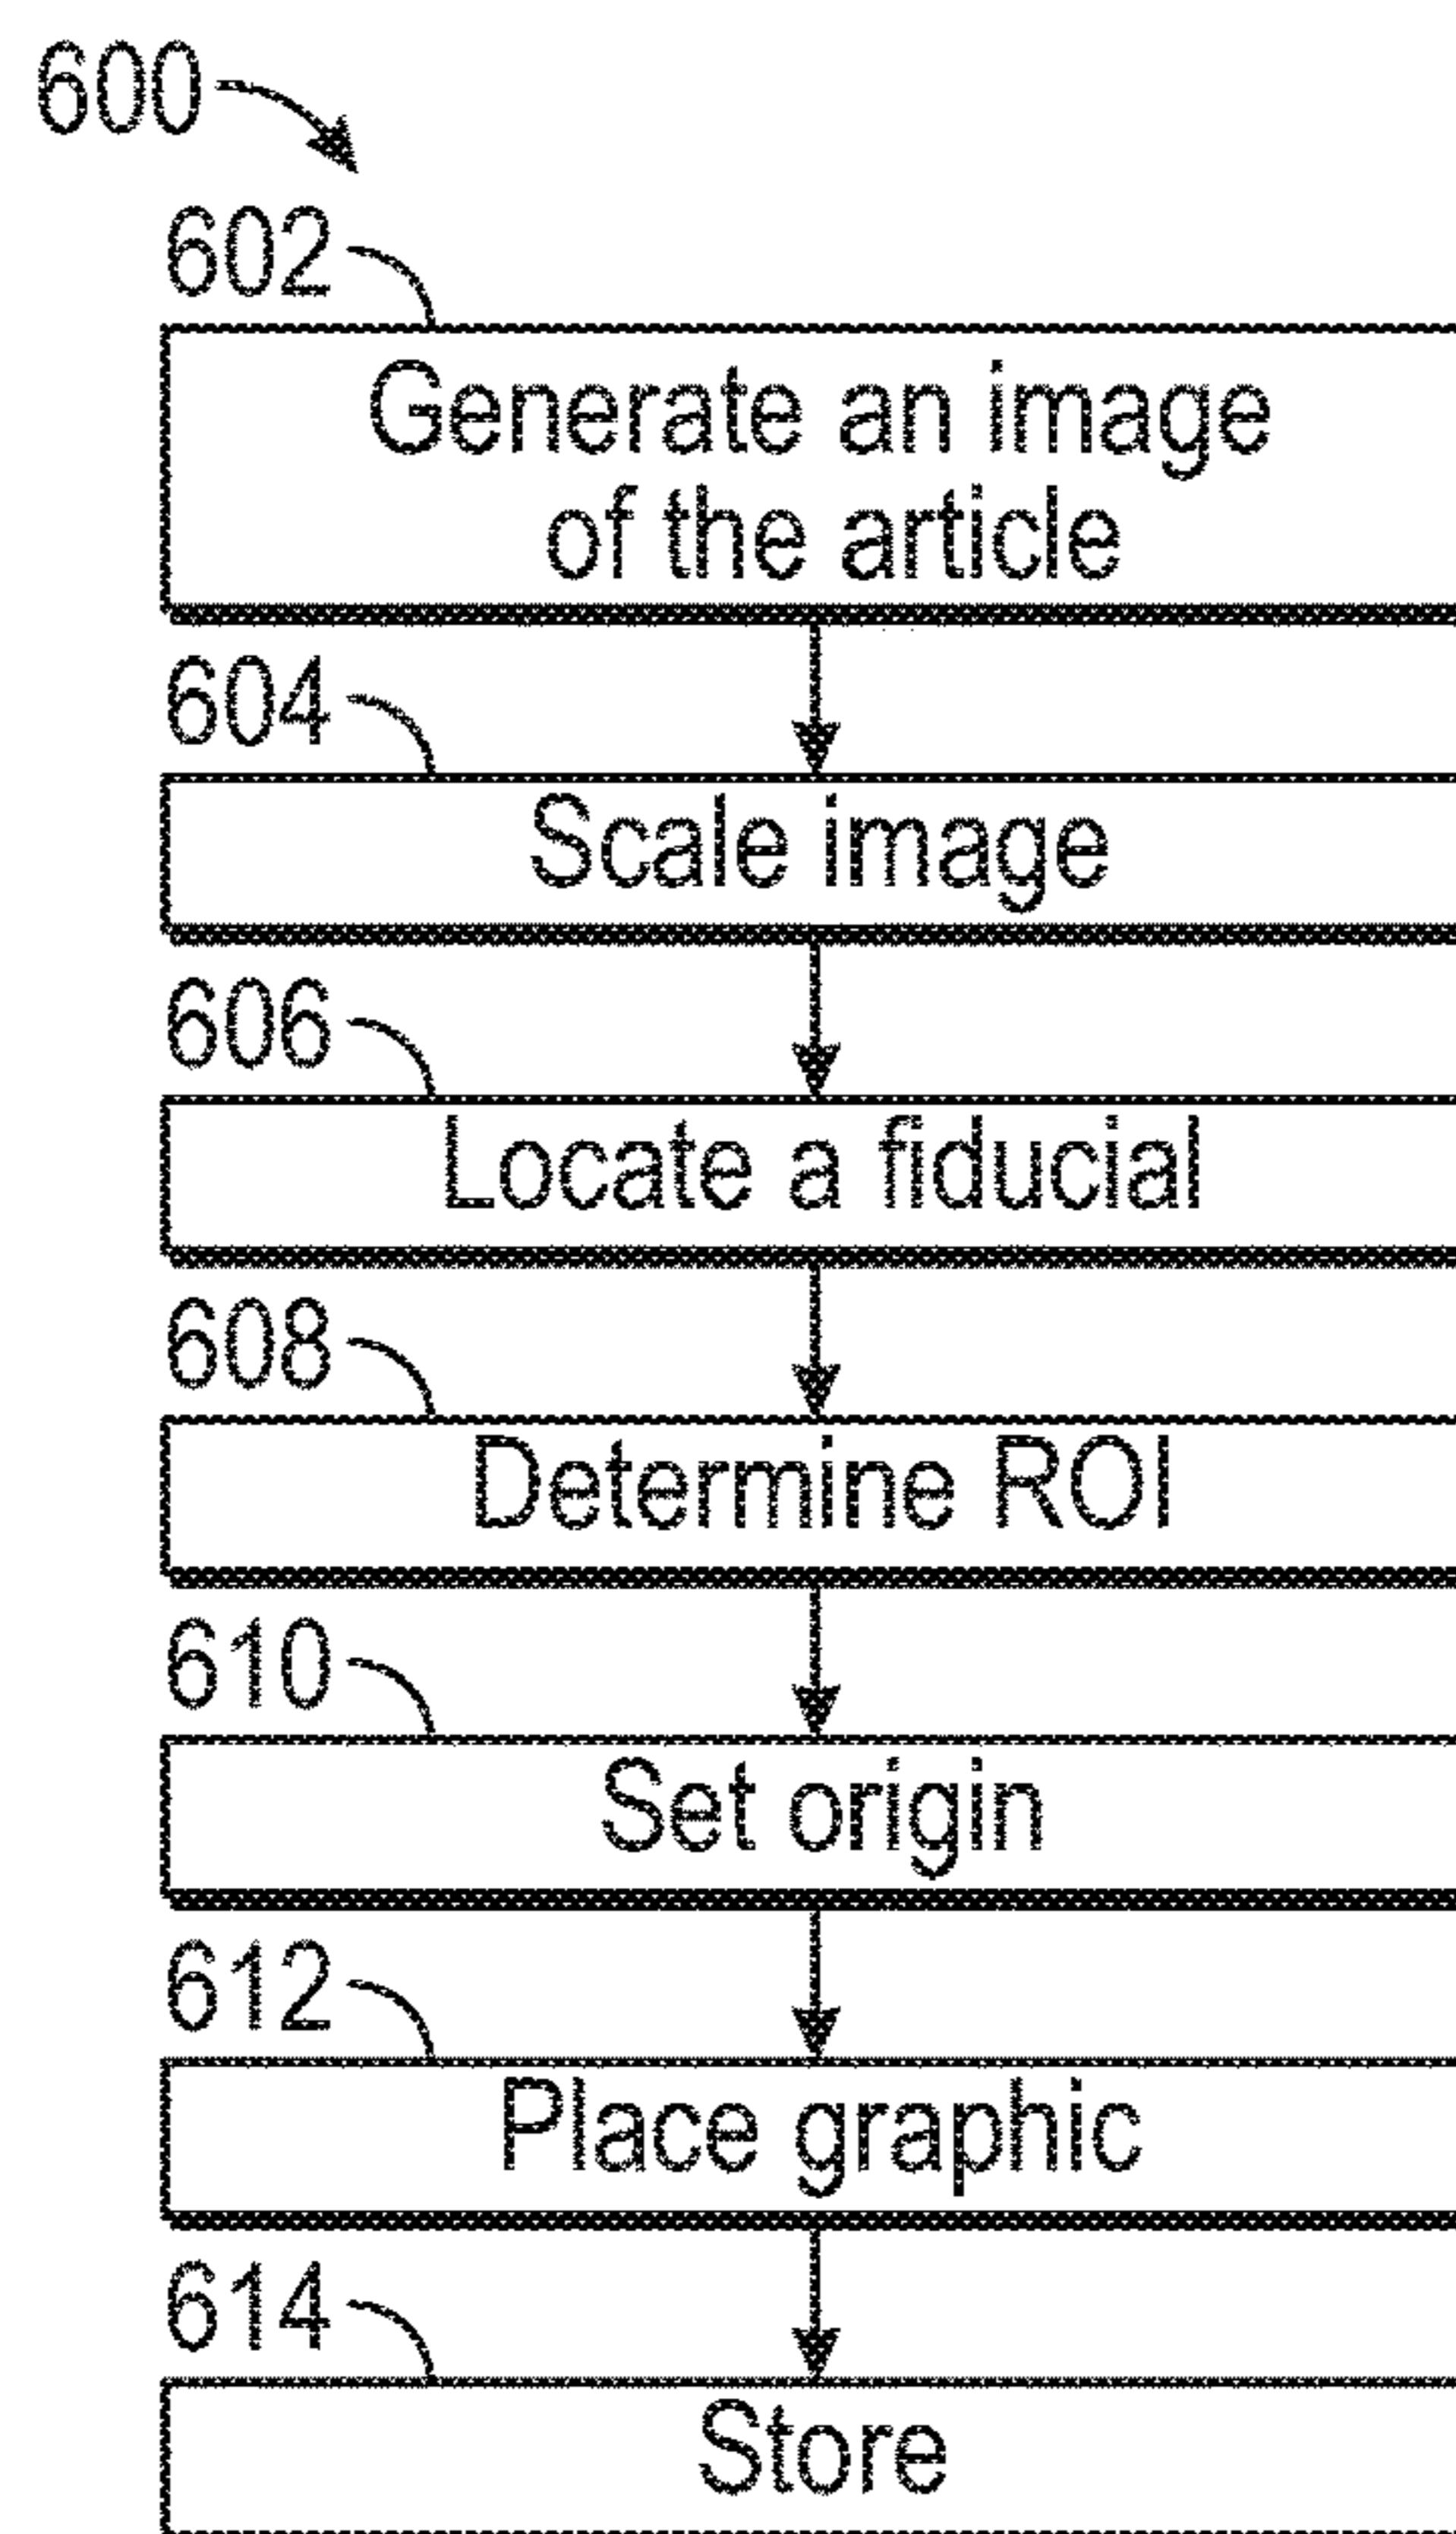 600
602
Generate an image
of the article
604
Scale image
606
Locate a fiducial
608
Determine ROI
610
Set origin
612
Place graphic
614
Store